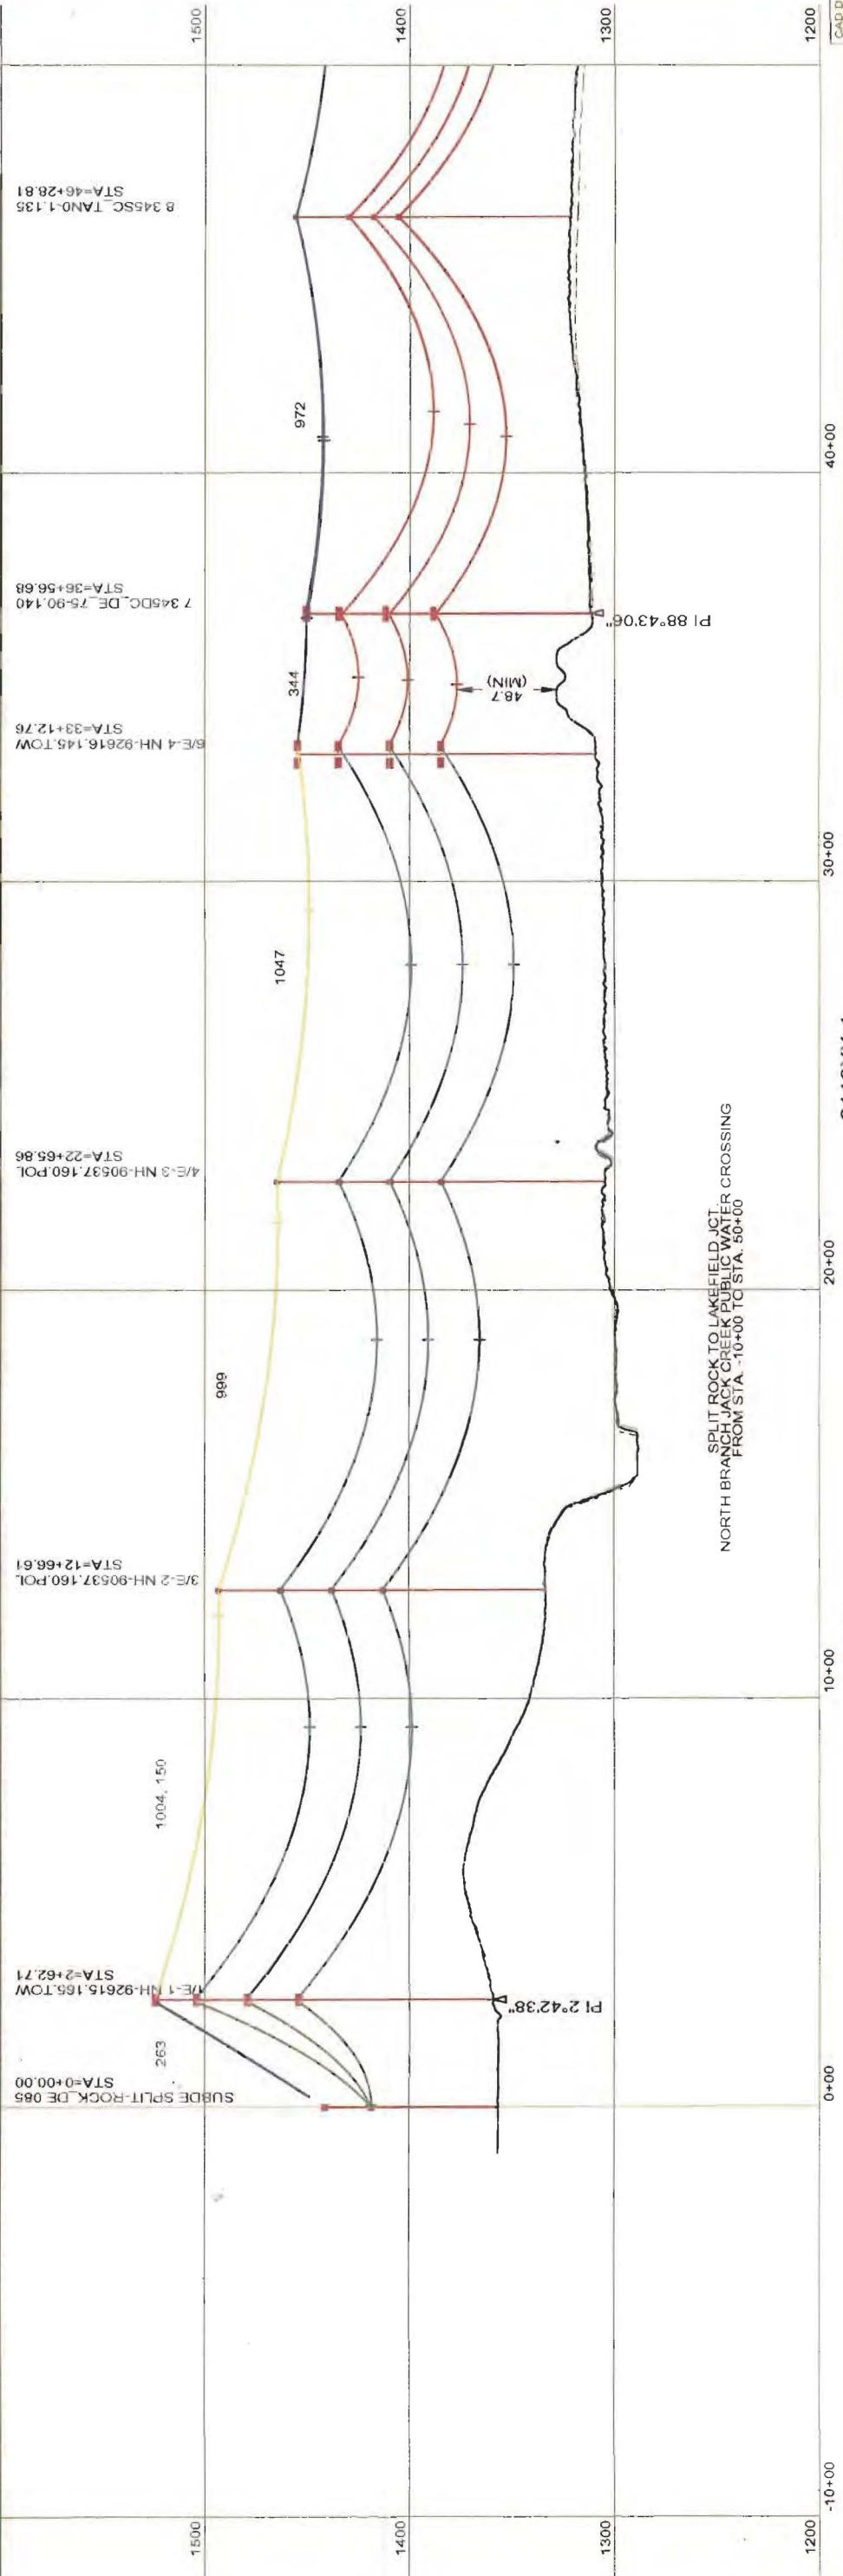 1500
1400
1300
1200
CAD D
8 345SC_TAN0-1.135
STA=46+28.81
972
40+00
7 345DC_DE_75-90.140
STA=36+56.68
PI 88°43'06"
344
48.7
(MIN)
6/E-4 NH-92616.145.TOW
STA=33+12.76
30+00
1047
4/E-3 NH-90537.160.POL
STA=22+65.86
20+00
999
SPLIT ROCK TO LAKEFIELD JCT.
NORTH BRANCH JACK CREEK PUBLIC WATER CROSSING
FROM STA. -10+00 TO STA. 50+00
3/E-2 NH-90537.160.POL
STA=12+66.61
10+00
1004, 150
1/E-1 NH-92615.165.TOW
STA=2+62.71
PI 2°42'38"
263
SUBDE SPLIT-ROCK_DE 085
STA=0+00.00
0+00
-10+00
1500
1400
1300
1200